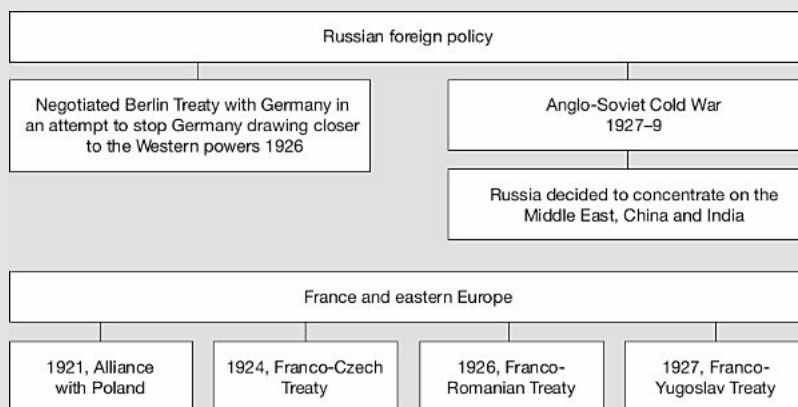 Russian foreign policy
Negotiated Berlin Treaty with Germany in
an attempt to stop Germany drawing closer
to the Western powers 1926
Anglo-Soviet Cold War
1927–9
Russia decided to concentrate on the
Middle East, China and India
France and eastern Europe
1921, Alliance
with Poland
1924, Franco-Czech
Treaty
1926, Franco-
Romanian Treaty
1927, Franco-
Yugoslav Treaty